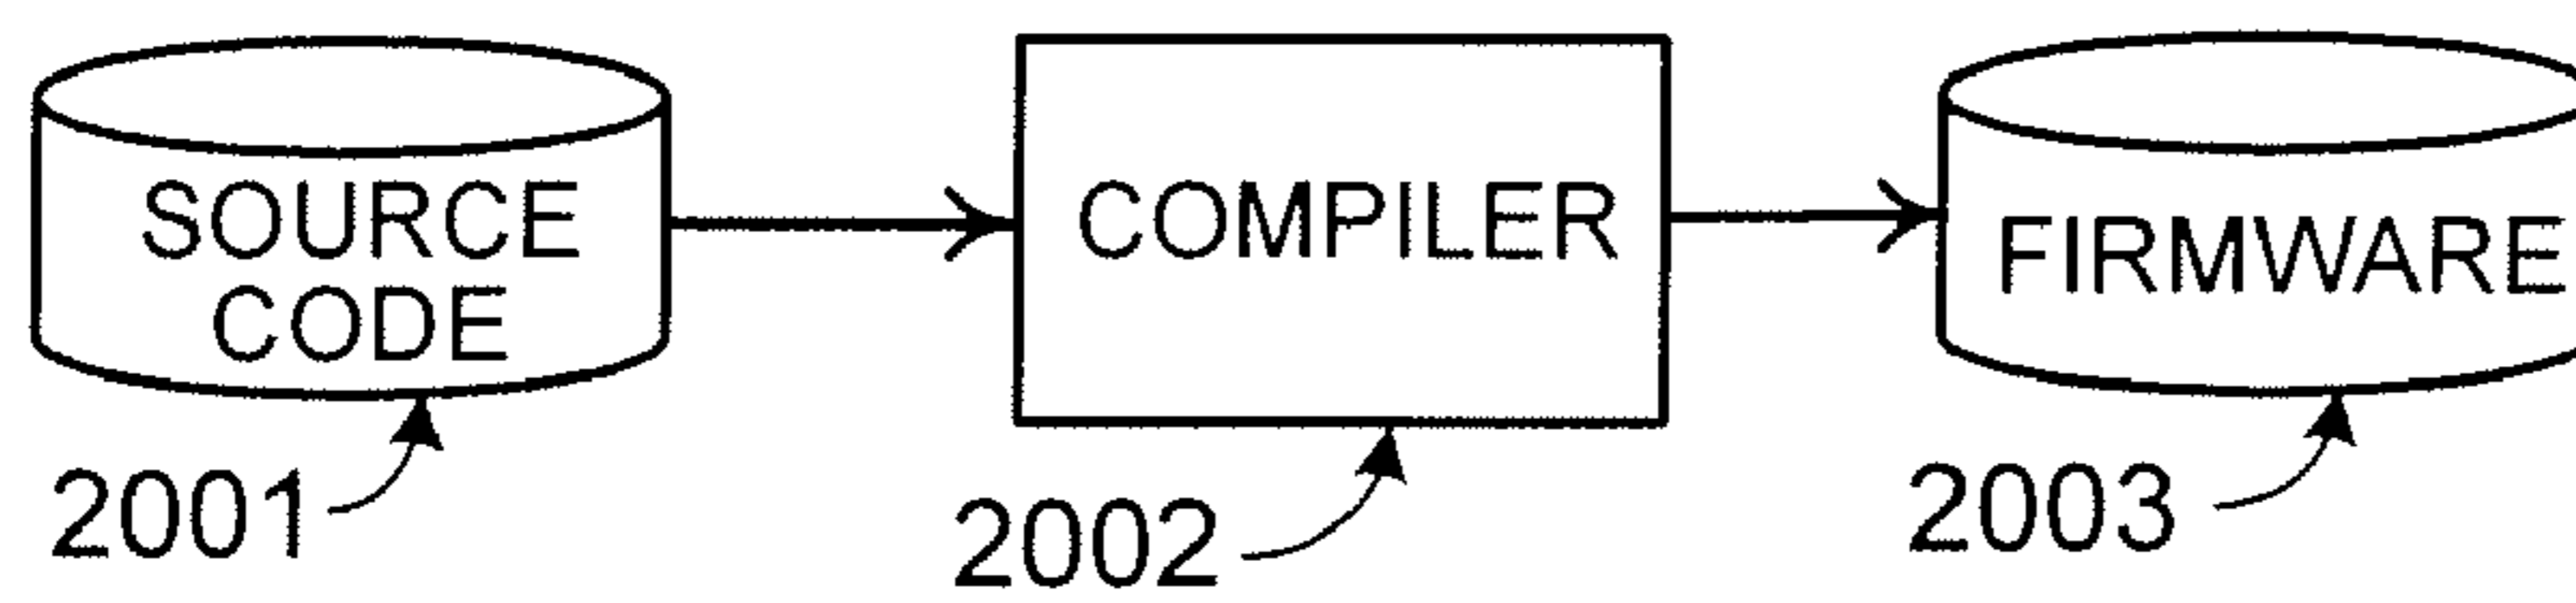 SOURCE
CODE
COMPILER
FIRMWARE
2001
2002
2003